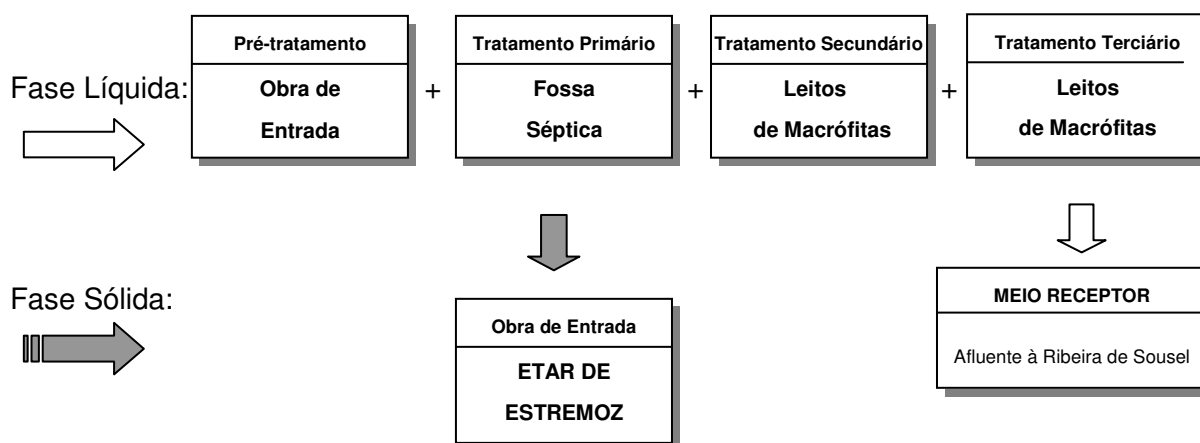 Pré-tratamento
Tratamento Primário
Tratamento Secundário
Tratamento Terciário
Fase Líquida:
Obra de
Entrada
+
Fossa
Séptica
+
Leitos
de Macrófitas
+
Leitos
de Macrófitas
Fase Sólida:
Obra de Entrada
ETAR DE
ESTREMOZ
MEIO RECEPTOR
Afluente à Ribeira de Sousel